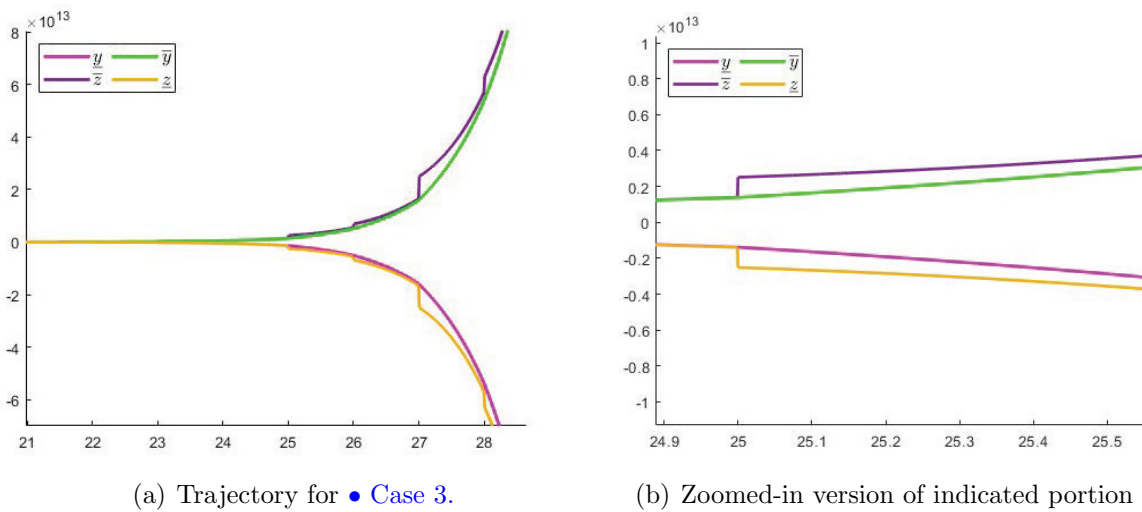 ×10^13
8
6
4
2
0
-2
-4
-6
21 22 23 24 25 26 27 28
y̲ y̅
z̅ z̲
×10^13
1
0.8
0.6
0.4
0.2
0
-0.2
-0.4
-0.6
-0.8
-1
24.9 25 25.1 25.2 25.3 25.4 25.5
y̲ y̅
z̅ z̲
(a) Trajectory for • Case 3.
(b) Zoomed-in version of indicated portion